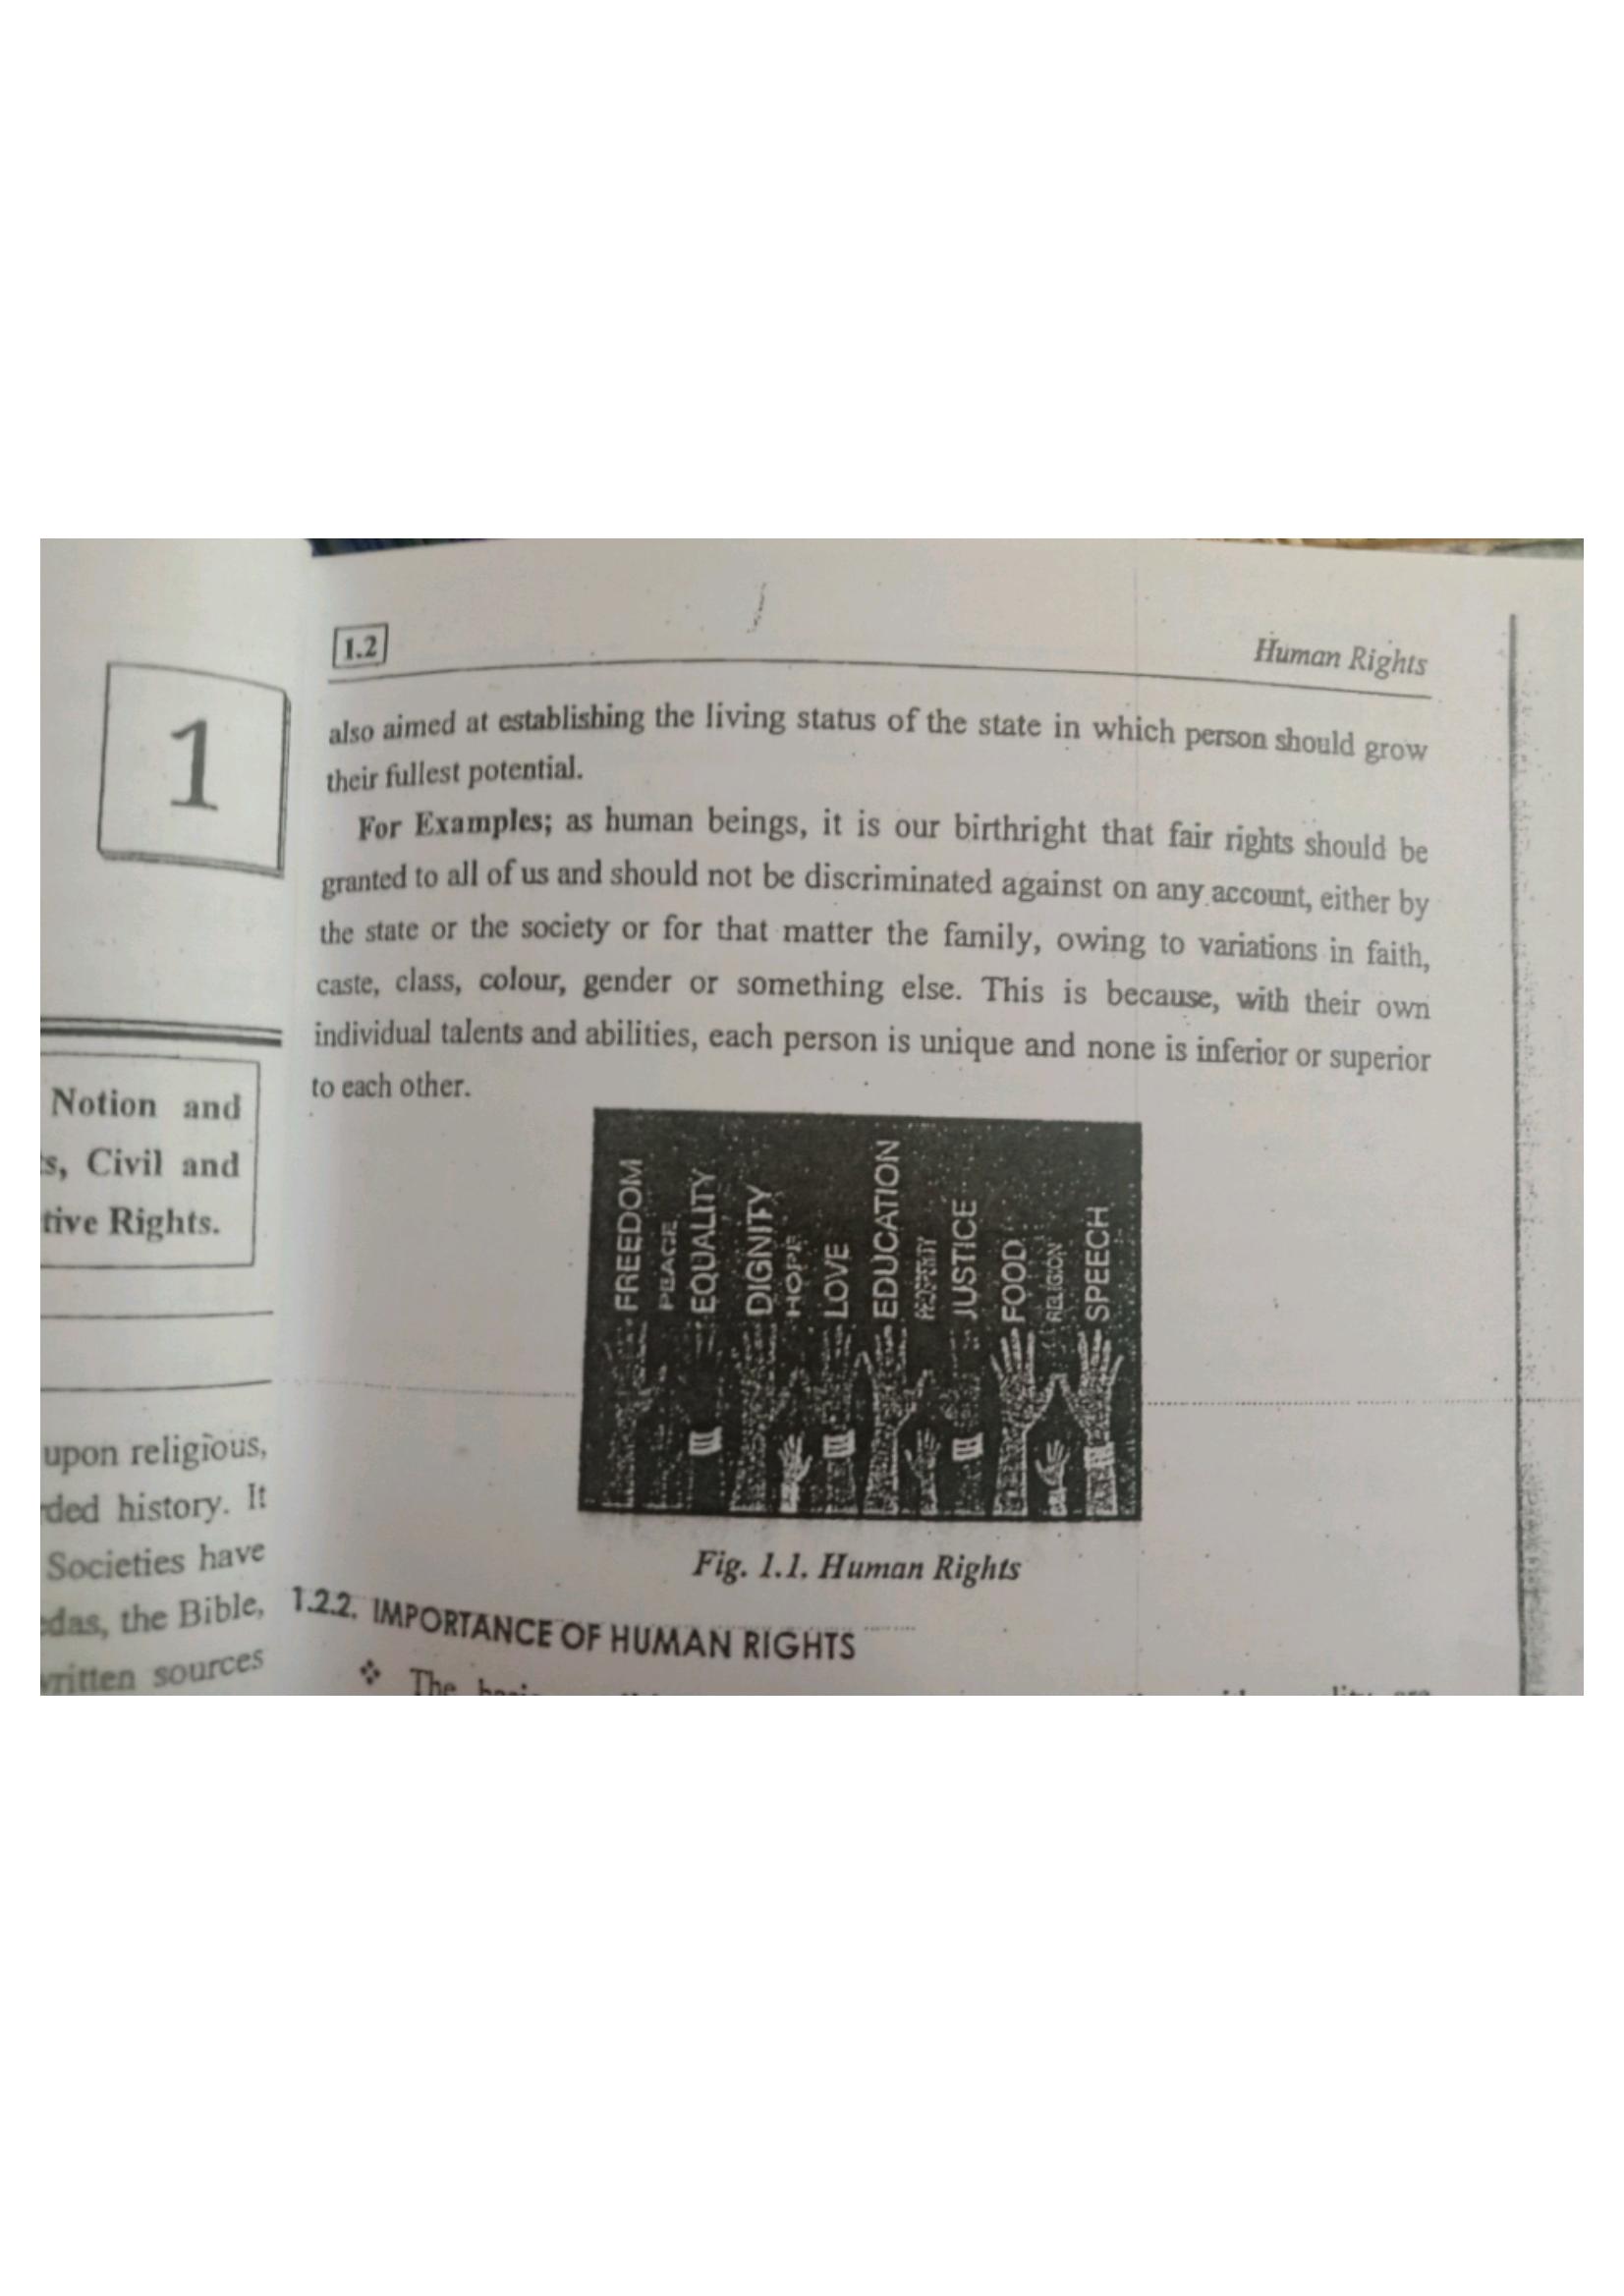 1
Notion and
s, Civil and
tive Rights.
upon religious,
ded history. It
Societies have
edas, the Bible,
written sources
1.2
Human Rights
also aimed at establishing the living status of the state in which person should grow
their fullest potential.
For Examples; as human beings, it is our birthright that fair rights should be
granted to all of us and should not be discriminated against on any account, either by
the state or the society or for that matter the family, owing to variations in faith,
caste, class, colour, gender or something else. This is because, with their own
individual talents and abilities, each person is unique and none is inferior or superior
to each other.
FREEDOM
PEACE
EQUALITY
DIGNITY
HOPE
LOVE
EDUCATION
JUSTICE
FOOD
RELIGION
SPEECH
Fig. 1.1. Human Rights
1.2.2. IMPORTANCE OF HUMAN RIGHTS
❖ The